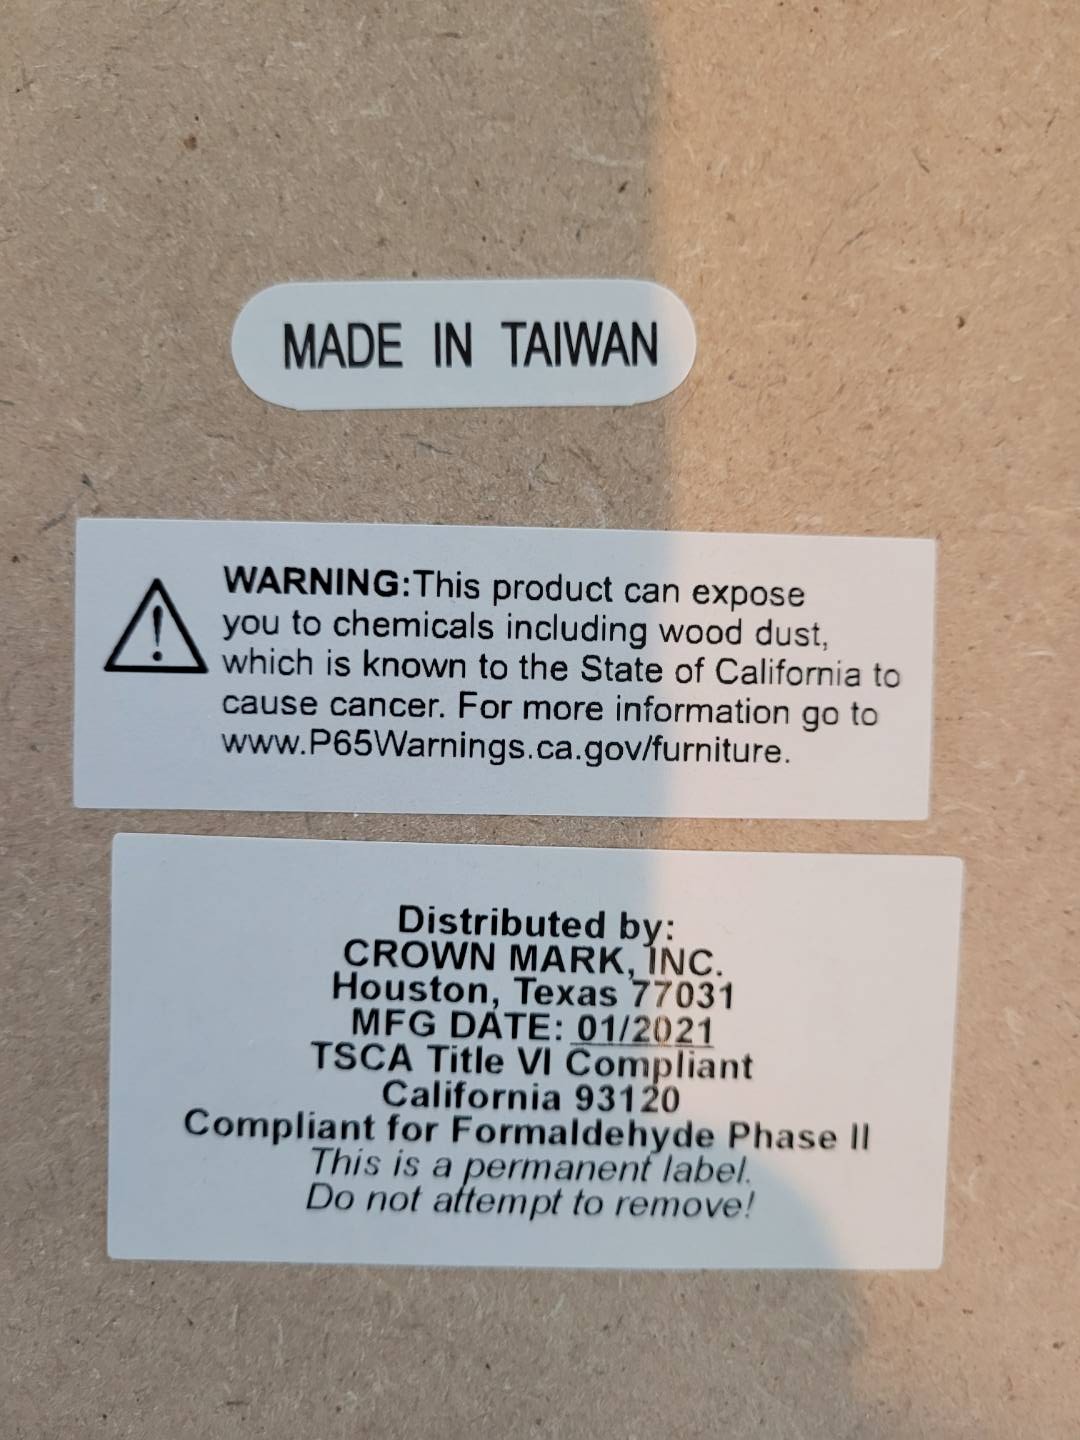 MADE IN TAIWAN
WARNING:This product can expose
you to chemicals including wood dust,
which is known to the State of California to
cause cancer. For more information go to
www.P65Warnings.ca.gov/furniture.
Distributed by:
CROWN MARK, INC.
Houston, Texas 77031
MFG DATE: 01/2021
TSCA Title VI Compliant
California 93120
Compliant for Formaldehyde Phase II
This is a permanent label.
Do not attempt to remove!